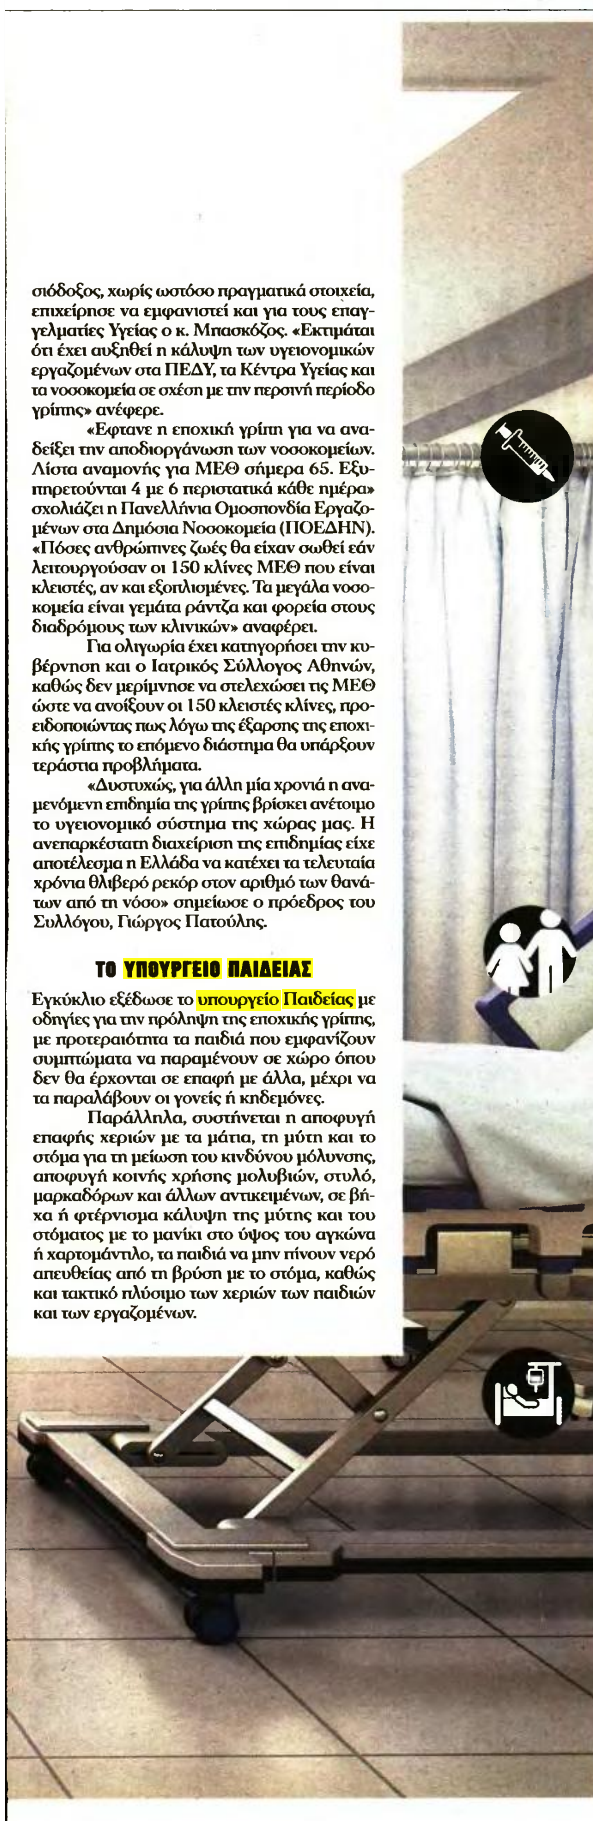 σιόδοξος, χωρίς ωστόσο πραγματικά στοιχεία,
επιχείρησε να εμφανιστεί και για τους επαγ-
γελματίες Υγείας ο κ. Μπασκόζος. «Εκτιμάται
ότι έχει αυξηθεί η κάλυψη των υγειονομικών
εργαζομένων στα ΠΕΔΥ, τα Κέντρα Υγείας και
τα νοσοκομεία σε σχέση με την περσινή περίοδο
γρίπης» ανέφερε.
«Εφτανε η εποχική γρίπη για να ανα-
δείξει την αποδιοργάνωση των νοσοκομείων.
Λίστα αναμονής για ΜΕΘ σήμερα 65. Εξυ-
πηρετούνται 4 με 6 περιστατικά κάθε ημέρα»
σχολιάζει η Πανελλήνια Ομοσπονδία Εργαζο-
μένων στα Δημόσια Νοσοκομεία (ΠΟΕΔΗΝ).
«Πόσες ανθρώπινες ζωές θα είχαν σωθεί εάν
λειτουργούσαν οι 150 κλίνες ΜΕΘ που είναι
κλειστές, αν και εξοπλισμένες. Τα μεγάλα νοσο-
κομεία είναι γεμάτα ράντζα και φορεία στους
διαδρόμους των κλινικών» αναφέρει.
Για ολιγωρία έχει κατηγορήσει την κυ-
βέρνηση και ο Ιατρικός Σύλλογος Αθηνών,
καθώς δεν μερίμνησε να στελεχώσει τις ΜΕΘ
ώστε να ανοίξουν οι 150 κλειστές κλίνες, προ-
ειδοποιώντας πως λόγω της έξαρσης της εποχι-
κής γρίπης το επόμενο διάστημα θα υπάρξουν
τεράστια προβλήματα.
«Δυστυχώς, για άλλη μία χρονιά η ανα-
μενόμενη επιδημία της γρίπης βρίσκει ανέτοιμο
το υγειονομικό σύστημα της χώρας μας. Η
ανεπαρκέστατη διαχείριση της επιδημίας είχε
αποτέλεσμα η Ελλάδα να κατέχει τα τελευταία
χρόνια θλιβερό ρεκόρ στον αριθμό των θανά-
των από τη νόσο» σημείωσε ο πρόεδρος του
Συλλόγου, Γιώργος Πατούλης.
ΤΟ ΥΠΟΥΡΓΕΙΟ ΠΑΙΔΕΙΑΣ
Εγκύκλιο εξέδωσε το υπουργείο Παιδείας με
οδηγίες για την πρόληψη της εποχικής γρίπης,
με προτεραιότητα τα παιδιά που εμφανίζουν
συμπτώματα να παραμένουν σε χώρο όπου
δεν θα έρχονται σε επαφή με άλλα, μέχρι να
τα παραλάβουν οι γονείς ή κηδεμόνες.
Παράλληλα, συστήνεται η αποφυγή
επαφής χεριών με τα μάτια, τη μύτη και το
στόμα για τη μείωση του κινδύνου μόλυνσης,
αποφυγή κοινής χρήσης μολυβιών, στυλό,
μαρκαδόρων και άλλων αντικειμένων, σε βή-
χα ή φτέρνισμα κάλυψη της μύτης και του
στόματος με το μανίκι στο ύψος του αγκώνα
ή χαρτομάντιλο, τα παιδιά να μην πίνουν νερό
απευθείας από τη βρύση με το στόμα, καθώς
και τακτικό πλύσιμο των χεριών των παιδιών
και των εργαζομένων.